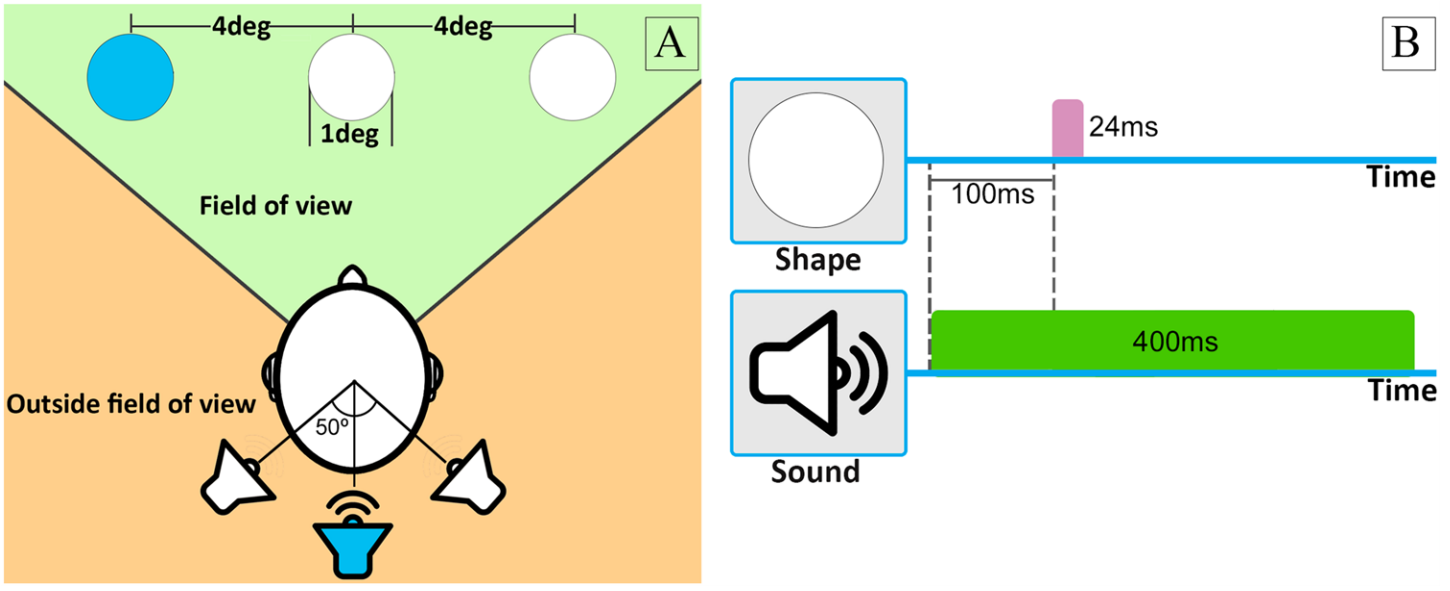 4deg
4deg
A
1deg
Field of view
Outside field of view
50º
B
24ms
Time
100ms
Shape
400ms
Time
Sound